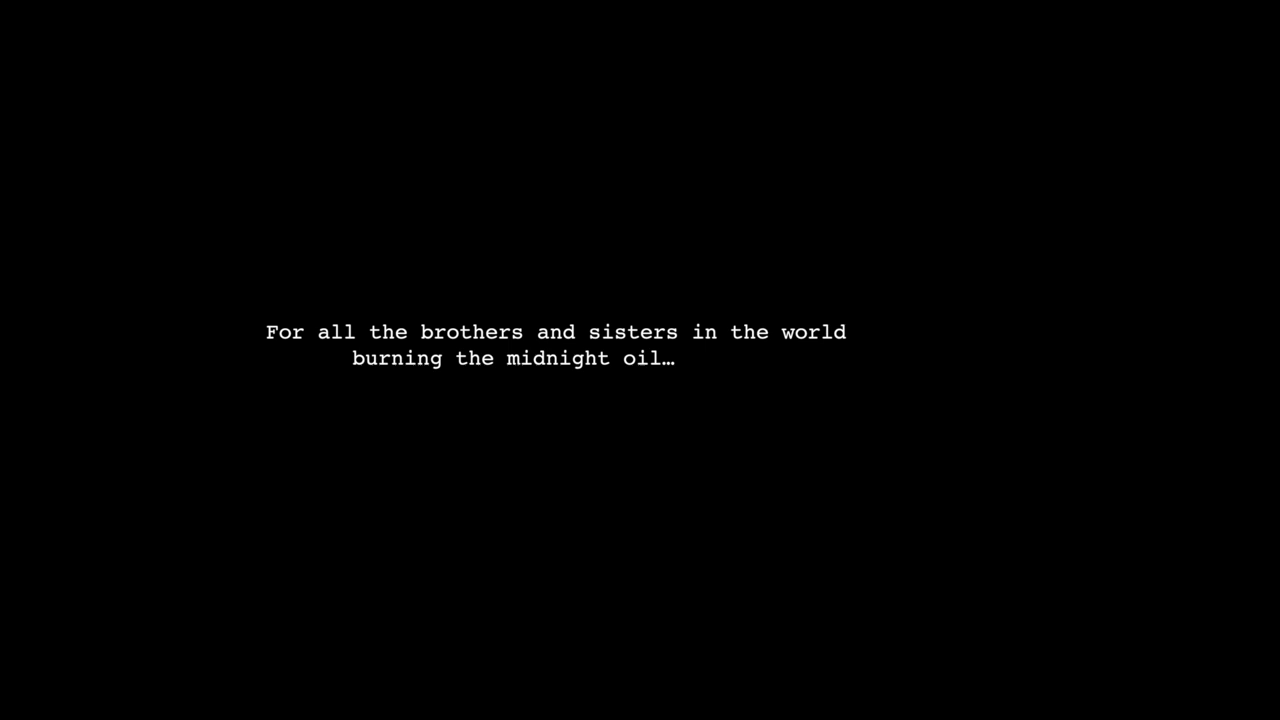 For all the brothers and sisters in the world
burning the midnight oil…